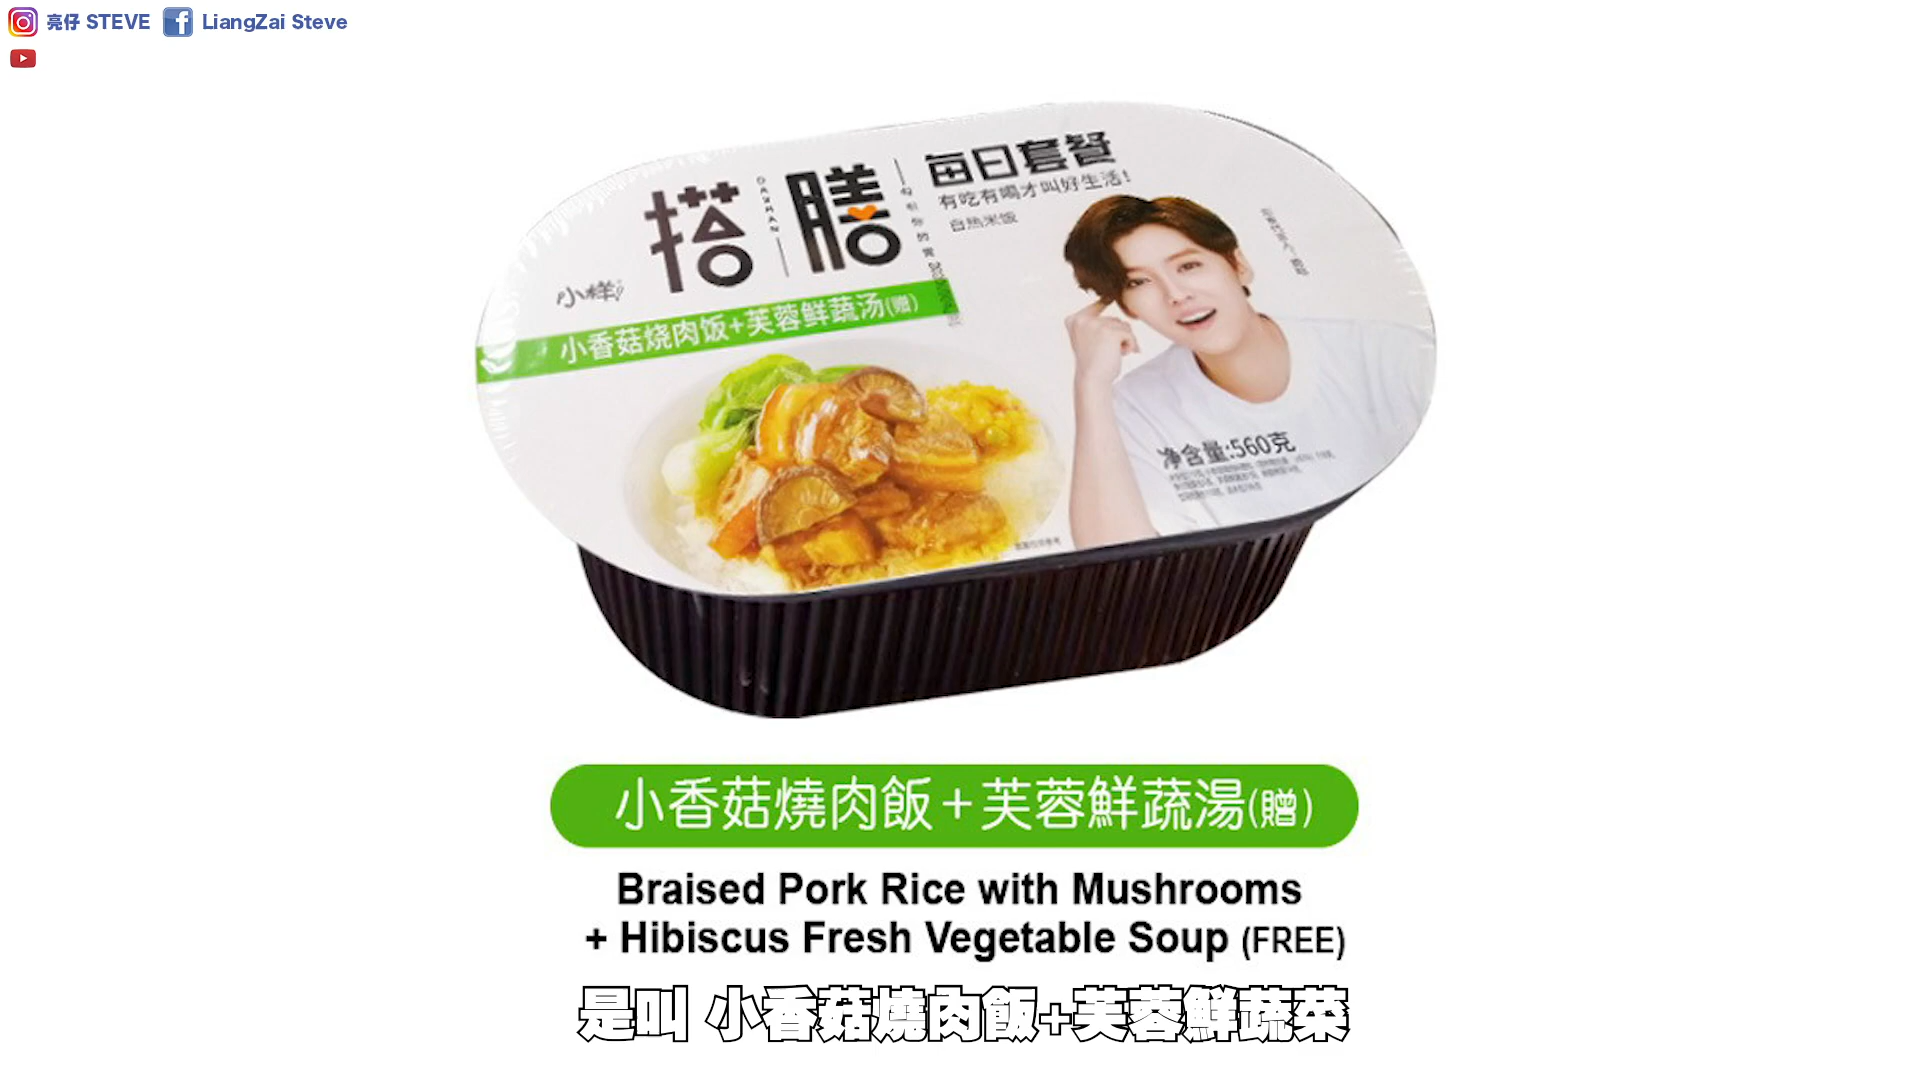 亮仔 STEVE LiangZai Steve
搭膳
DAXMAN
每日套餐
有吃有喝才叫好生活!
自热米饭
小样
小香菇烧肉饭+芙蓉鲜蔬汤(赠)
净含量:560克
小香菇燒肉飯+芙蓉鮮蔬湯(贈)
Braised Pork Rice with Mushrooms
+ Hibiscus Fresh Vegetable Soup (FREE)
是叫 小香菇燒肉飯+芙蓉鮮蔬菜